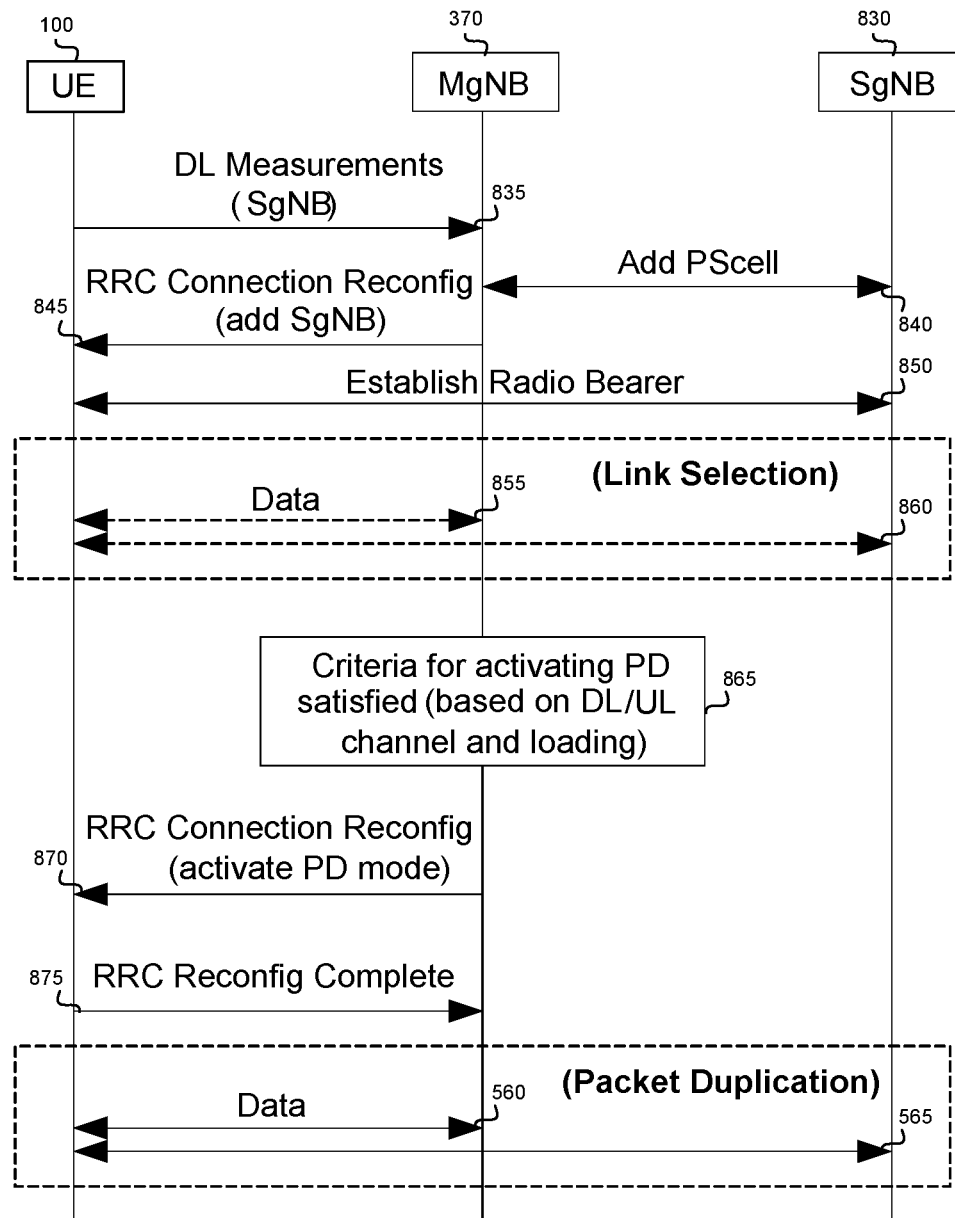 100
370
830
UE
MgNB
SgNB
DL Measurements
(SgNB)
835
Add PScell
840
RRC Connection Reconfig
(add SgNB)
845
850
Establish Radio Bearer
(Link Selection)
Data
855
860
Criteria for activating PD
satisfied (based on DL/UL
channel and loading)
865
RRC Connection Reconfig
(activate PD mode)
870
875
RRC Reconfig Complete
(Packet Duplication)
Data
560
565